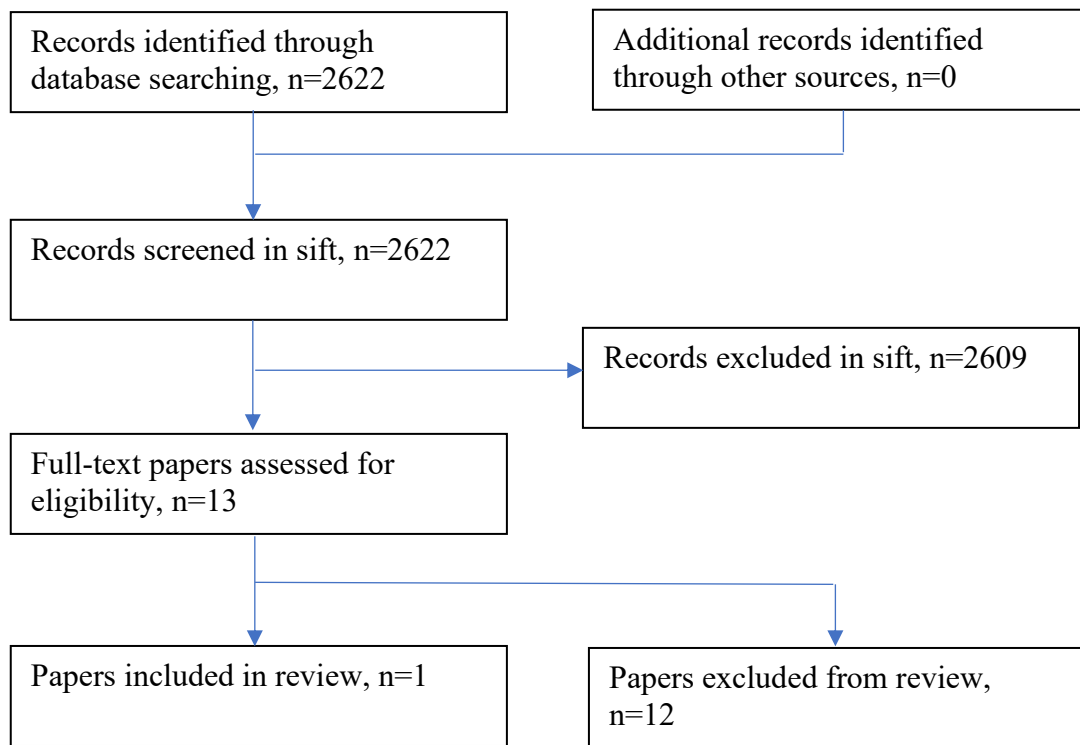 Records identified through
database searching, n=2622
Additional records identified
through other sources, n=0
Records screened in sift, n=2622
Records excluded in sift, n=2609
Full-text papers assessed for
eligibility, n=13
Papers included in review, n=1
Papers excluded from review,
n=12